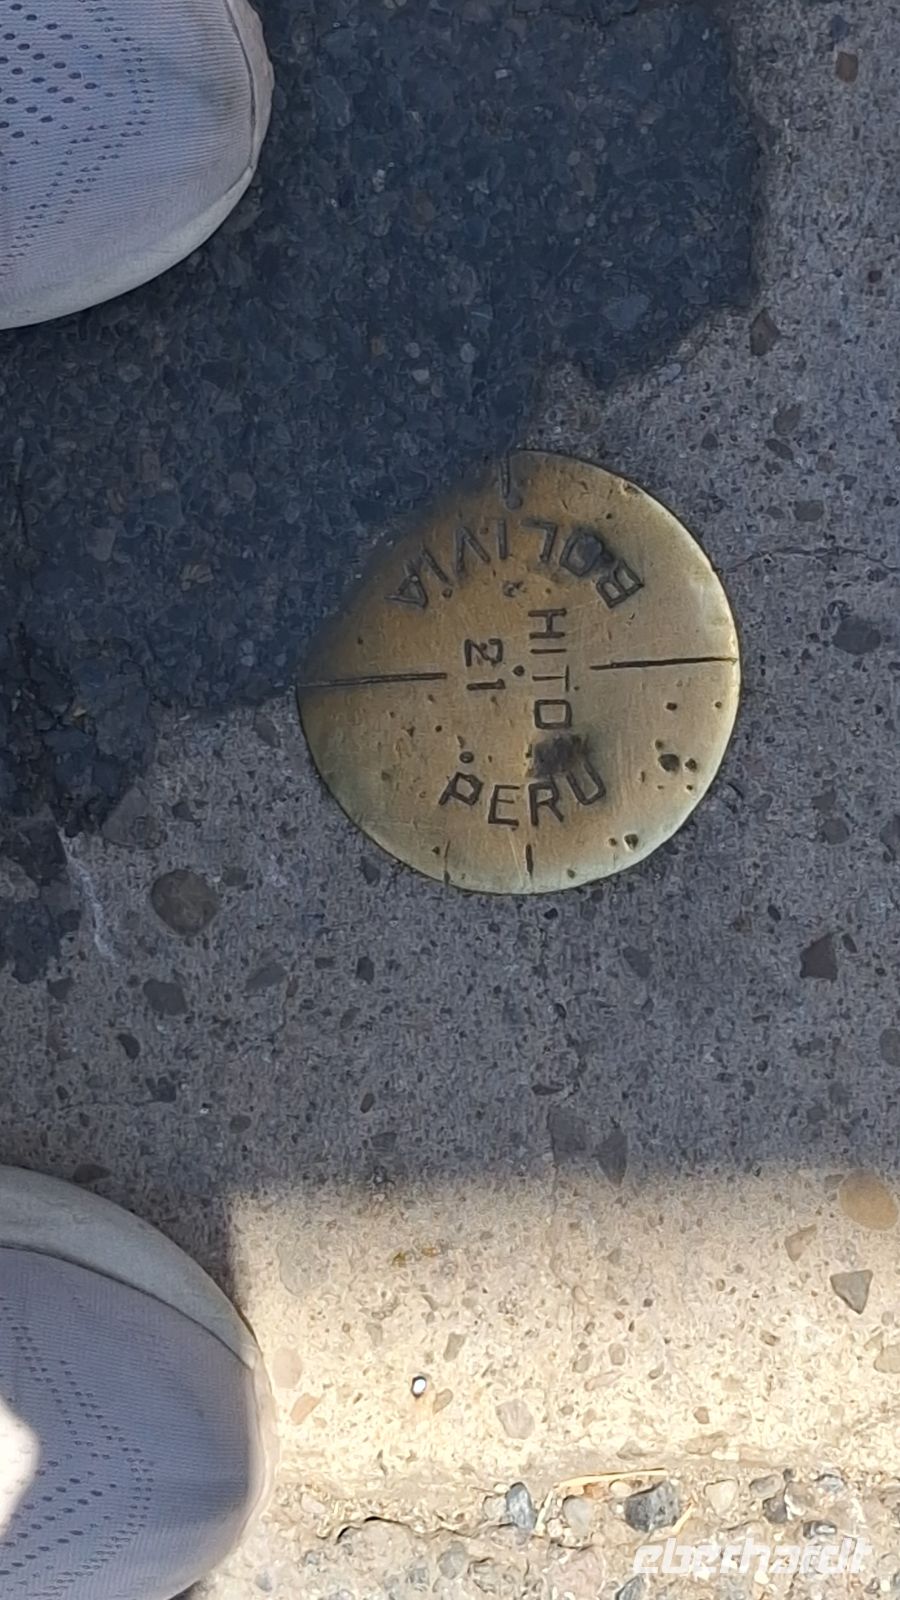 BOLIVIA
HITO
21
PERU
eberhardt